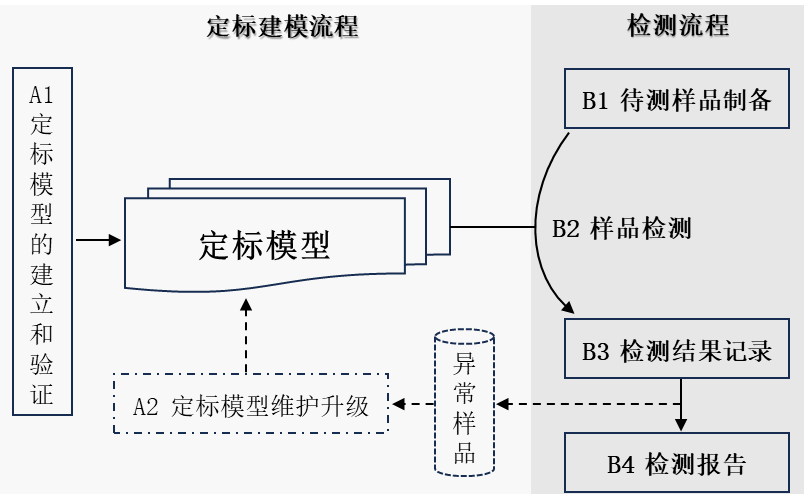 定标建模流程
检测流程
A1定标模型的建立和验证
定标模型
A2 定标模型维护升级
异常样品
B1 待测样品制备
B2 样品检测
B3 检测结果记录
B4 检测报告